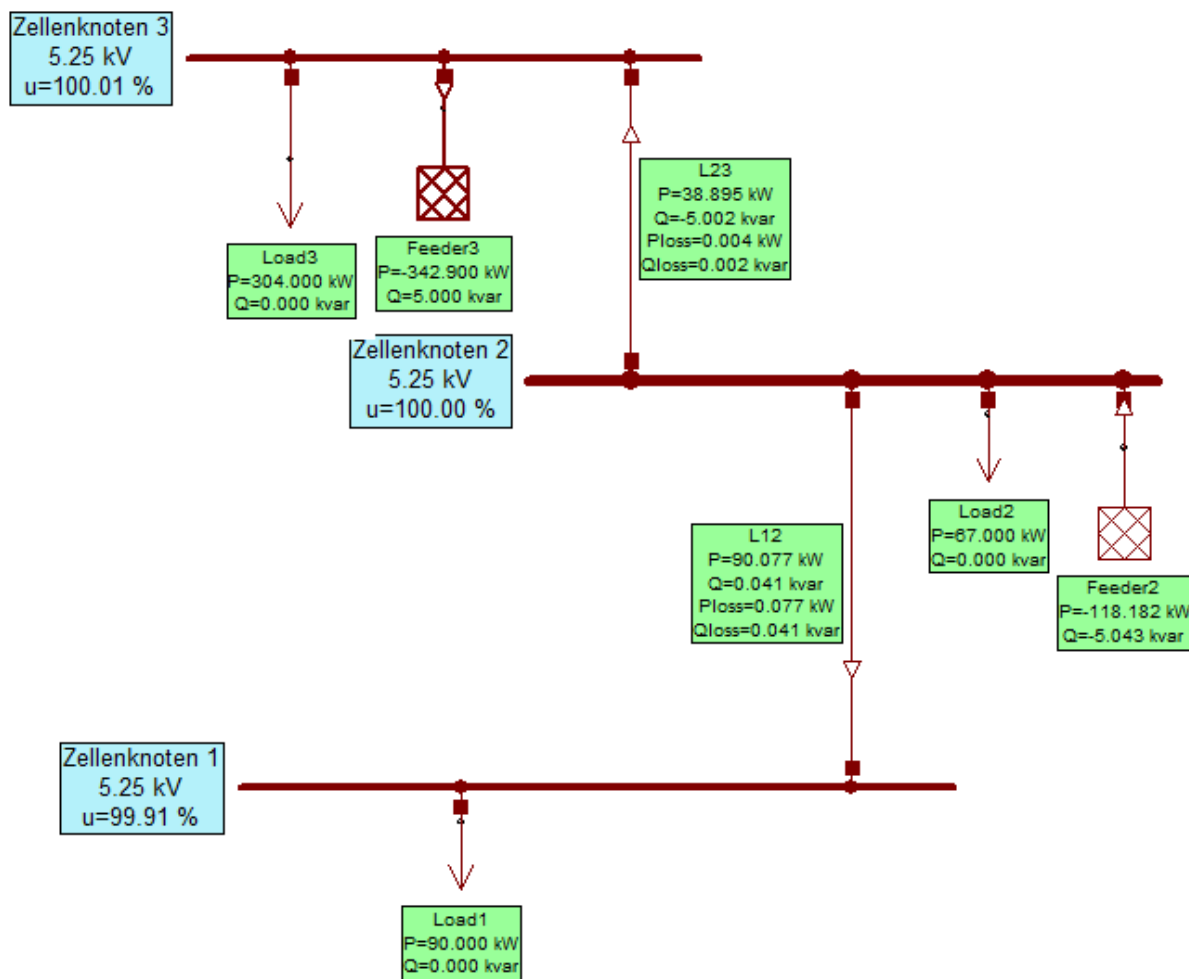 Zellenknoten 3
5.25 kV
u=100.01 %
L23
P=38.895 kW
Q=-5.002 kvar
Ploss=0.004 kW
Qloss=0.002 kvar
Load3
P=304.000 kW
Q=0.000 kvar
Feeder3
P=-342.900 kW
Q=5.000 kvar
Zellenknoten 2
5.25 kV
u=100.00 %
L12
P=90.077 kW
Q=0.041 kvar
Ploss=0.077 kW
Qloss=0.041 kvar
Load2
P=67.000 kW
Q=0.000 kvar
Feeder2
P=-118.182 kW
Q=-5.043 kvar
Zellenknoten 1
5.25 kV
u=99.91 %
Load1
P=90.000 kW
Q=0.000 kvar